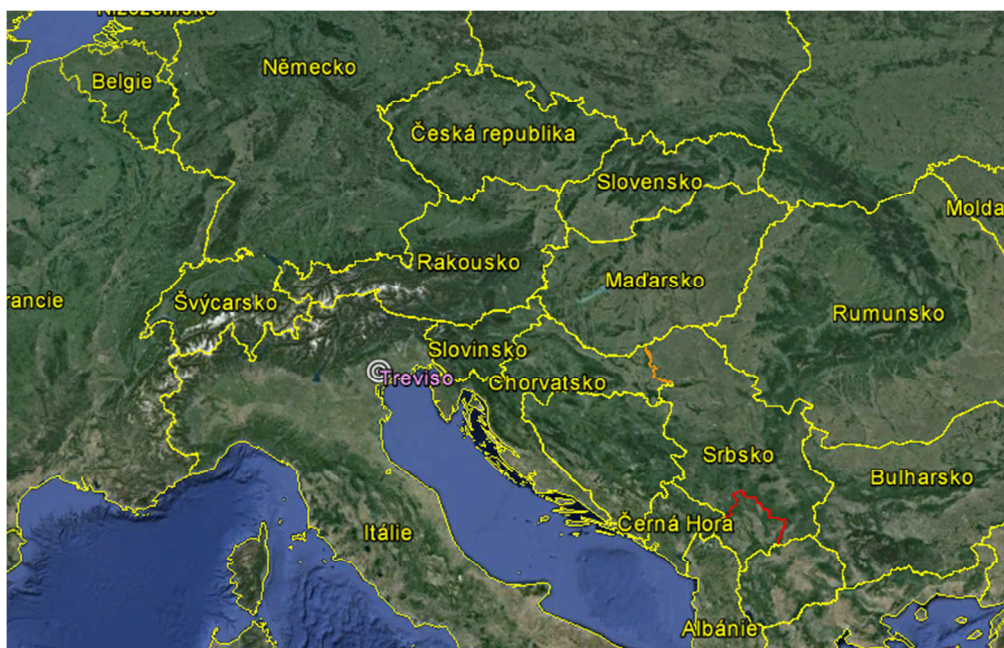 Nizozemsko
Belgie
Německo
Česká republika
Slovensko
Molda
Rakousko
Maďarsko
rancie
Švýcarsko
Rumunsko
Slovinsko
Treviso
Chorvatsko
Srbsko
Bulharsko
Itálie
Černá Hora
Albánie